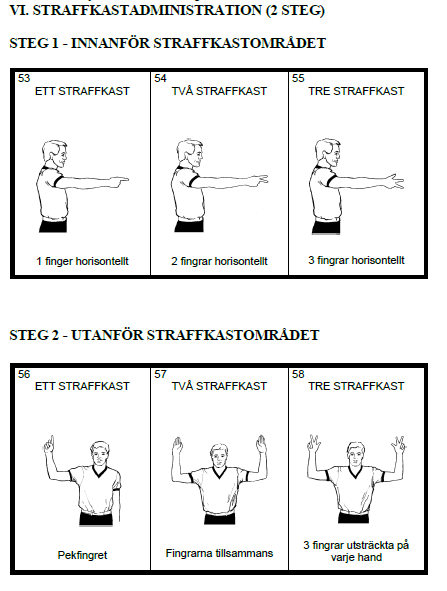 VI. STRAFFKASTADMINISTRATION (2 STEG)
STEG 1 - INNANFÖR STRAFFKASTOMRÅDET
53
ETT STRAFFKAST
1 finger horisontellt
54
TVÅ STRAFFKAST
2 fingrar horisontellt
55
TRE STRAFFKAST
3 fingrar horisontellt
STEG 2 - UTANFÖR STRAFFKASTOMRÅDET
56
ETT STRAFFKAST
Pekfingret
57
TVÅ STRAFFKAST
Fingrarna tillsammans
58
TRE STRAFFKAST
3 fingrar utsträckta på
varje hand